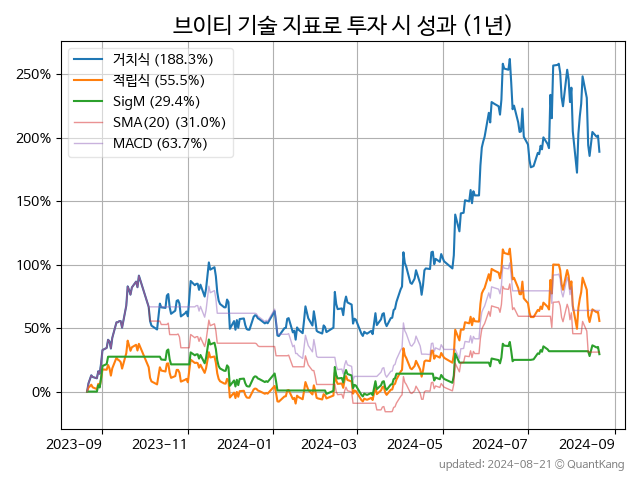 브이티 기술 지표로 투자 시 성과 (1년)
거치식 (188.3%)
적립식 (55.5%)
SigM (29.4%)
SMA(20) (31.0%)
MACD (63.7%)
250%
200%
150%
100%
50%
0%
2023-09 2023-11 2024-01 2024-03 2024-05 2024-07 2024-09
updated: 2024-08-21 © QuantKang